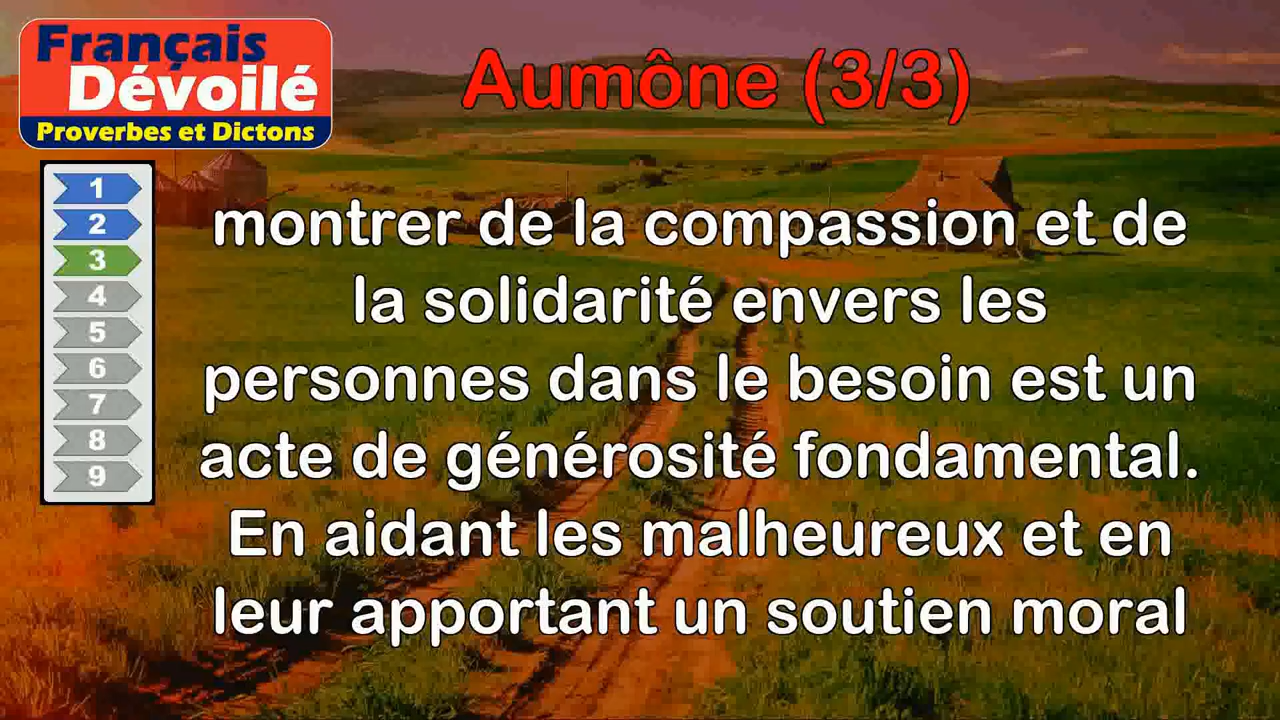 Français
Dévoilé
Proverbes et Dictons
Aumône (3/3)
1
2
3
4
5
6
7
8
9
montrer de la compassion et de
la solidarité envers les
personnes dans le besoin est un
acte de générosité fondamental.
En aidant les malheureux et en
leur apportant un soutien moral